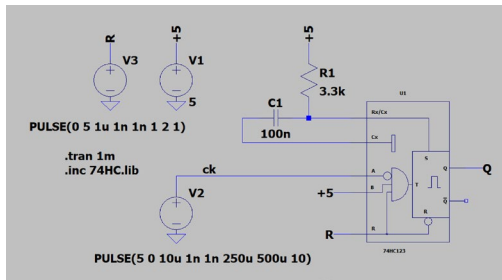 R
+5
+5
V3
V1
5
R1
3.3k
C1
100n
U1
Rx/Cx
Cx
PULSE(0 5 1u 1n 1n 1 2 1)
.tran 1m
.inc 74HC.lib
ck
V2
A
B
+5
T
S
Q
Q
Q
R
R
R
74HC123
PULSE(5 0 10u 1n 1n 250u 500u 10)